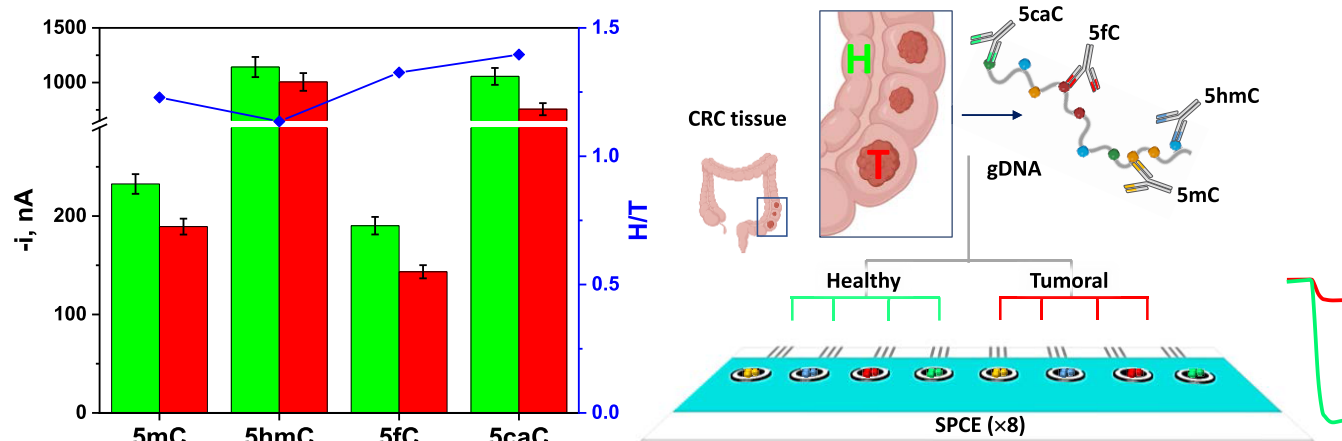 1500
1000
200
100
0
-i, nA
5mC
5hmC
5fC
5caC
1.5
1.0
0.5
0.0
H/T
CRC tissue
H
T
gDNA
5caC
5fC
5hmC
5mC
Healthy
Tumoral
SPCE (×8)